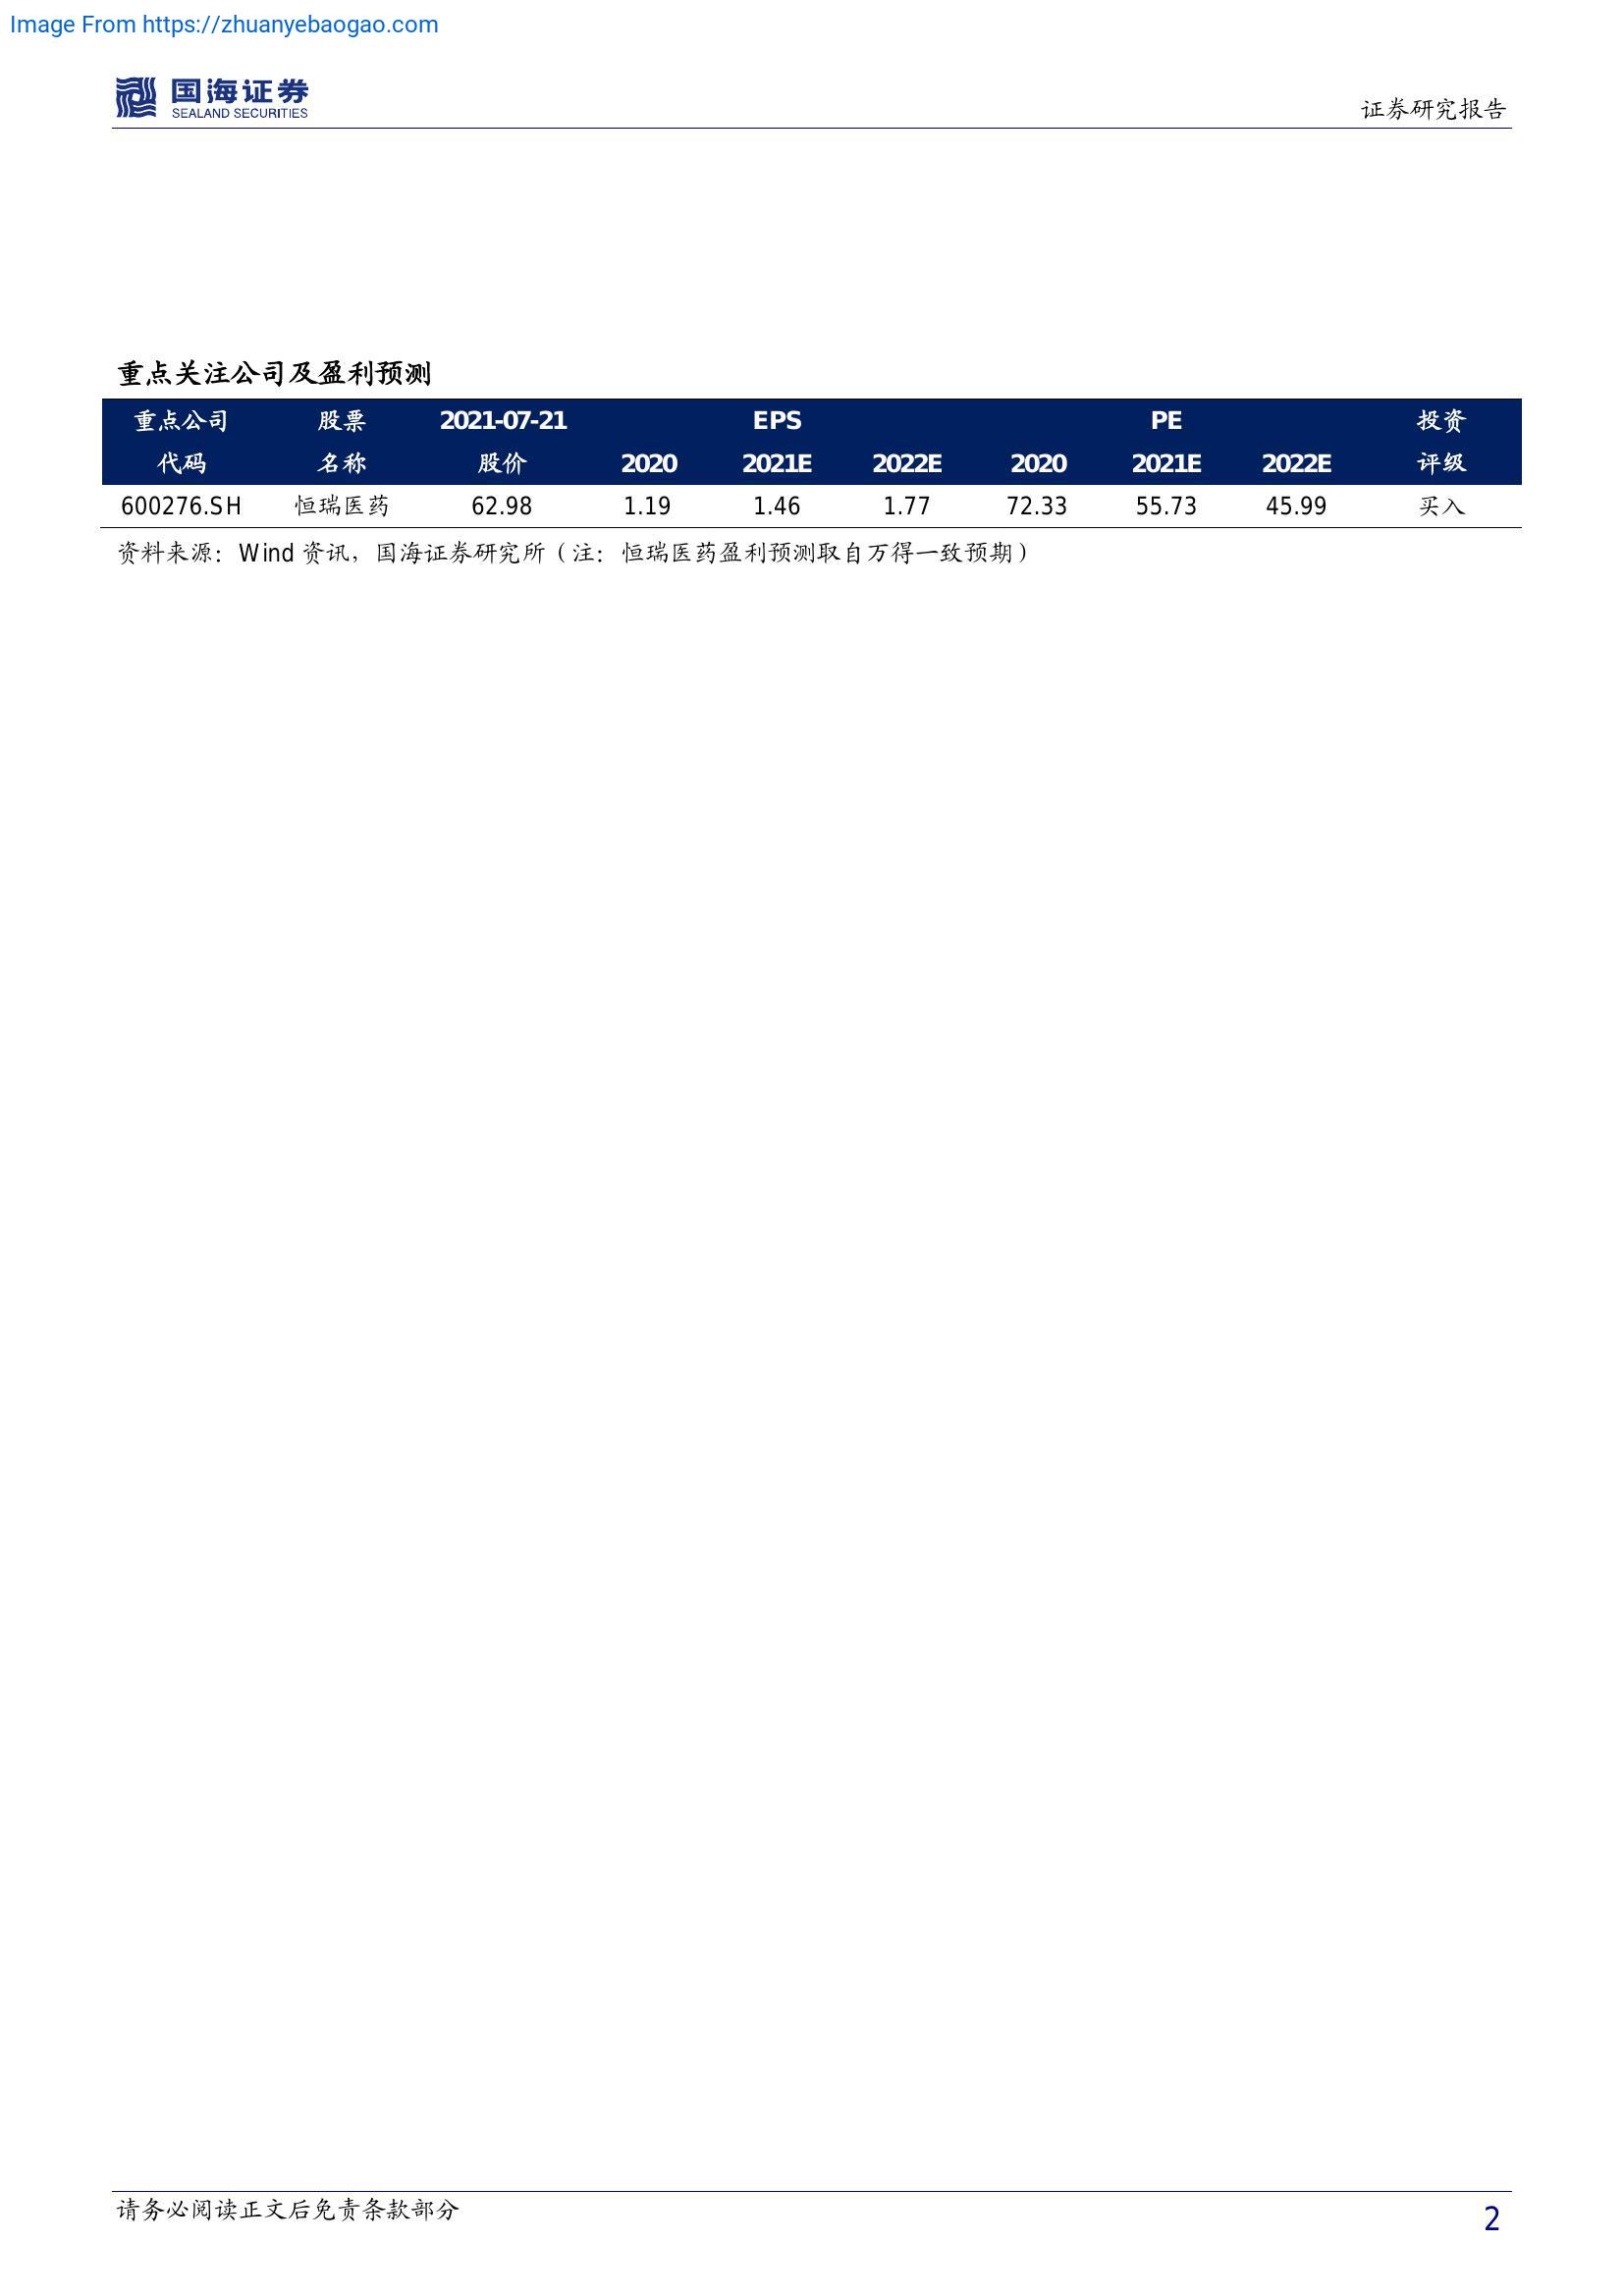 Image From https://zhuanyebaogao.com
国海证券
SEALAND SECURITIES
证券研究报告
重点关注公司及盈利预测
重点公司 股票 2021-07-21 EPS PE 投资
代码 名称 股价 2020 2021E 2022E 2020 2021E 2022E 评级
600276.SH 恒瑞医药 62.98 1.19 1.46 1.77 72.33 55.73 45.99 买入
资料来源：Wind 资讯，国海证券研究所（注：恒瑞医药盈利预测取自万得一致预期）
请务必阅读正文后免责条款部分
2